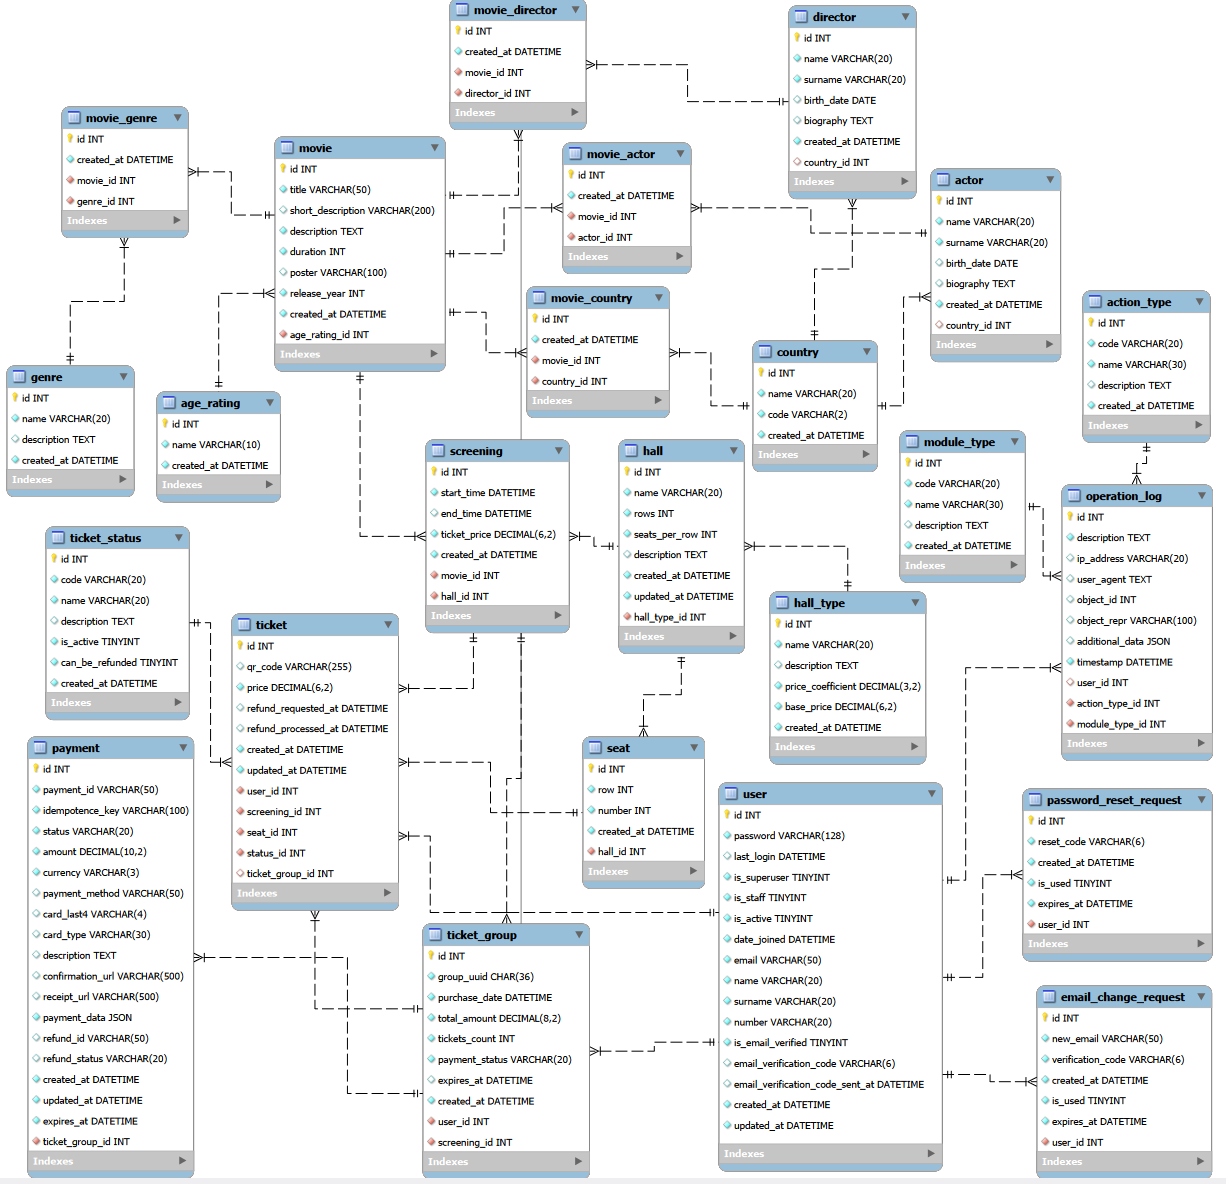 movie_director
id INT
created_at DATETIME
movie_id INT
director_id INT
Indexes
director
id INT
name VARCHAR(20)
surname VARCHAR(20)
birth_date DATE
biography TEXT
created_at DATETIME
country_id INT
Indexes
movie_genre
id INT
created_at DATETIME
movie_id INT
genre_id INT
Indexes
movie
id INT
title VARCHAR(50)
short_description VARCHAR(200)
description TEXT
duration INT
poster VARCHAR(100)
release_year INT
created_at DATETIME
age_rating_id INT
Indexes
movie_actor
id INT
created_at DATETIME
movie_id INT
actor_id INT
Indexes
actor
id INT
name VARCHAR(20)
surname VARCHAR(20)
birth_date DATE
biography TEXT
created_at DATETIME
country_id INT
Indexes
movie_country
id INT
created_at DATETIME
movie_id INT
country_id INT
Indexes
country
id INT
name VARCHAR(20)
code VARCHAR(2)
created_at DATETIME
Indexes
action_type
id INT
code VARCHAR(20)
name VARCHAR(30)
description TEXT
created_at DATETIME
Indexes
genre
id INT
name VARCHAR(20)
description TEXT
created_at DATETIME
Indexes
age_rating
id INT
name VARCHAR(10)
created_at DATETIME
Indexes
screening
id INT
start_time DATETIME
end_time DATETIME
ticket_price DECIMAL(6,2)
created_at DATETIME
movie_id INT
hall_id INT
Indexes
hall
id INT
name VARCHAR(20)
rows INT
seats_per_row INT
description TEXT
created_at DATETIME
updated_at DATETIME
hall_type_id INT
Indexes
module_type
id INT
code VARCHAR(20)
name VARCHAR(30)
description TEXT
created_at DATETIME
Indexes
operation_log
id INT
description TEXT
ip_address VARCHAR(20)
user_agent TEXT
object_id INT
object_repr VARCHAR(100)
additional_data JSON
timestamp DATETIME
user_id INT
action_type_id INT
module_type_id INT
Indexes
ticket_status
id INT
code VARCHAR(20)
name VARCHAR(20)
description TEXT
is_active TINYINT
can_be_refunded TINYINT
created_at DATETIME
Indexes
ticket
id INT
qr_code VARCHAR(255)
price DECIMAL(6,2)
refund_requested_at DATETIME
refund_processed_at DATETIME
created_at DATETIME
updated_at DATETIME
user_id INT
screening_id INT
seat_id INT
status_id INT
ticket_group_id INT
Indexes
hall_type
id INT
name VARCHAR(20)
description TEXT
price_coefficient DECIMAL(3,2)
base_price DECIMAL(6,2)
created_at DATETIME
Indexes
payment
id INT
payment_id VARCHAR(50)
idempotence_key VARCHAR(100)
status VARCHAR(20)
amount DECIMAL(10,2)
currency VARCHAR(3)
payment_method VARCHAR(50)
card_last4 VARCHAR(4)
card_type VARCHAR(30)
description TEXT
confirmation_url VARCHAR(500)
receipt_url VARCHAR(500)
payment_data JSON
refund_id VARCHAR(50)
refund_status VARCHAR(20)
created_at DATETIME
updated_at DATETIME
expires_at DATETIME
ticket_group_id INT
Indexes
seat
id INT
row INT
number INT
created_at DATETIME
hall_id INT
Indexes
user
id INT
password VARCHAR(128)
last_login DATETIME
is_superuser TINYINT
is_staff TINYINT
is_active TINYINT
date_joined DATETIME
email VARCHAR(50)
name VARCHAR(20)
surname VARCHAR(20)
number VARCHAR(20)
is_email_verified TINYINT
email_verification_code VARCHAR(6)
email_verification_code_sent_at DATETIME
created_at DATETIME
updated_at DATETIME
Indexes
password_reset_request
id INT
reset_code VARCHAR(6)
created_at DATETIME
is_used TINYINT
expires_at DATETIME
user_id INT
Indexes
ticket_group
id INT
group_uuid CHAR(36)
purchase_date DATETIME
total_amount DECIMAL(8,2)
tickets_count INT
payment_status VARCHAR(20)
expires_at DATETIME
created_at DATETIME
user_id INT
screening_id INT
Indexes
email_change_request
id INT
new_email VARCHAR(50)
verification_code VARCHAR(6)
created_at DATETIME
is_used TINYINT
expires_at DATETIME
user_id INT
Indexes